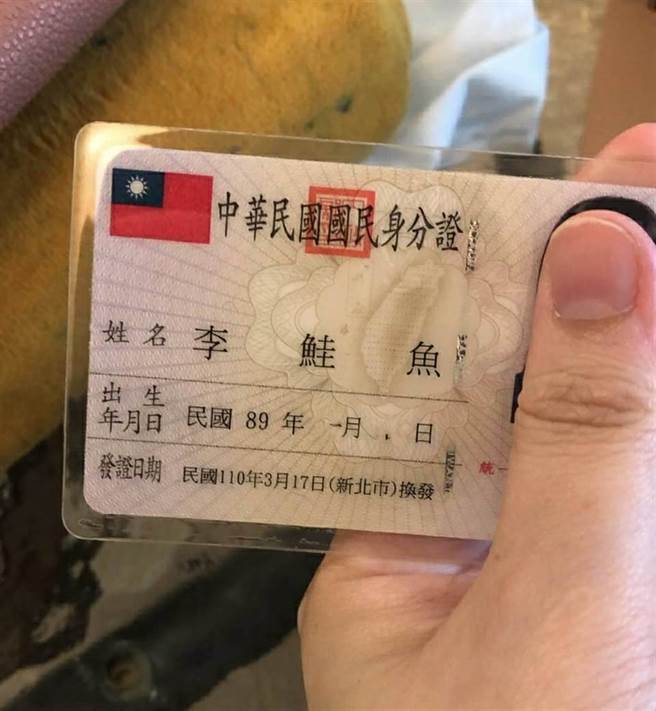 中華民國國民身分證
姓名 李鮭魚
出生年月日 民國 89 年 月 日
發證日期 民國110年3月17日(新北市)換發
統一